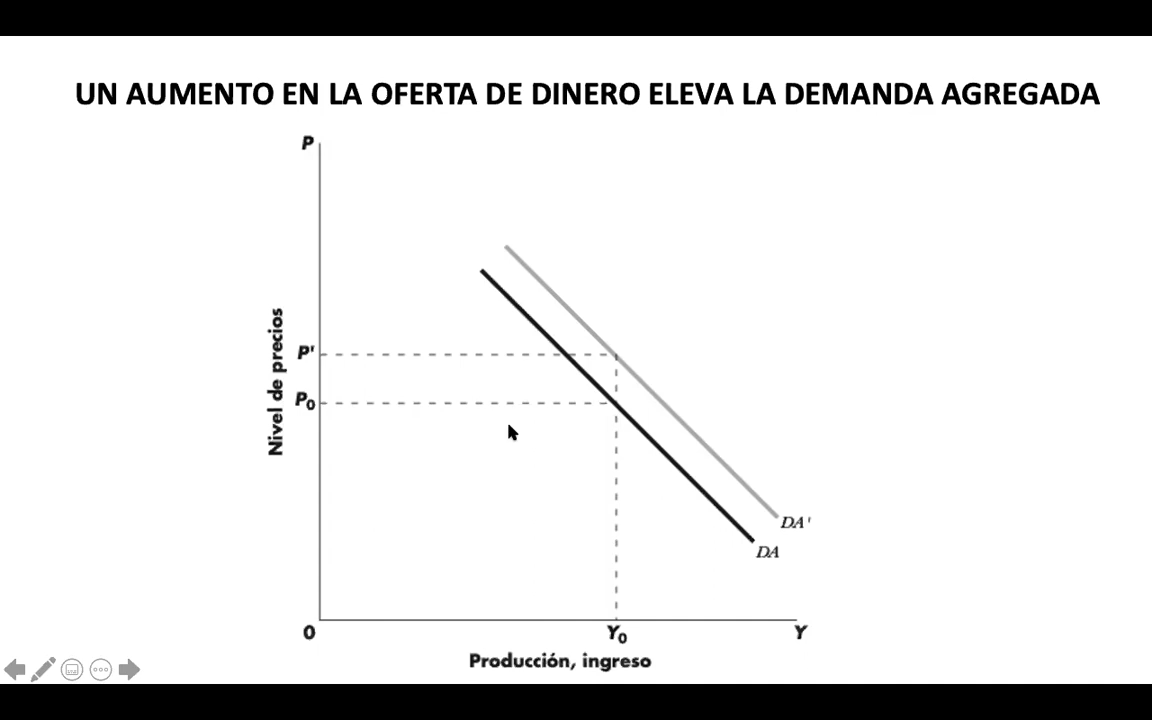 UN AUMENTO EN LA OFERTA DE DINERO ELEVA LA DEMANDA AGREGADA
P
Nivel de precios
P'
P0
DA'
DA
0
Y0
Y
Producción, ingreso